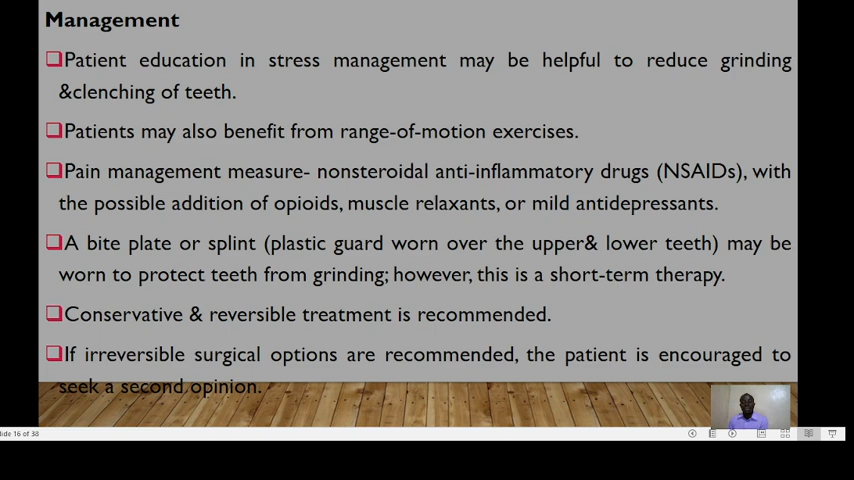 Management
Patient education in stress management may be helpful to reduce grinding
&clenching of teeth.
Patients may also benefit from range-of-motion exercises.
Pain management measure- nonsteroidal anti-inflammatory drugs (NSAIDs), with
the possible addition of opioids, muscle relaxants, or mild antidepressants.
A bite plate or splint (plastic guard worn over the upper& lower teeth) may be
worn to protect teeth from grinding; however, this is a short-term therapy.
Conservative & reversible treatment is recommended.
If irreversible surgical options are recommended, the patient is encouraged to
seek a second opinion.
lide 16 of 38